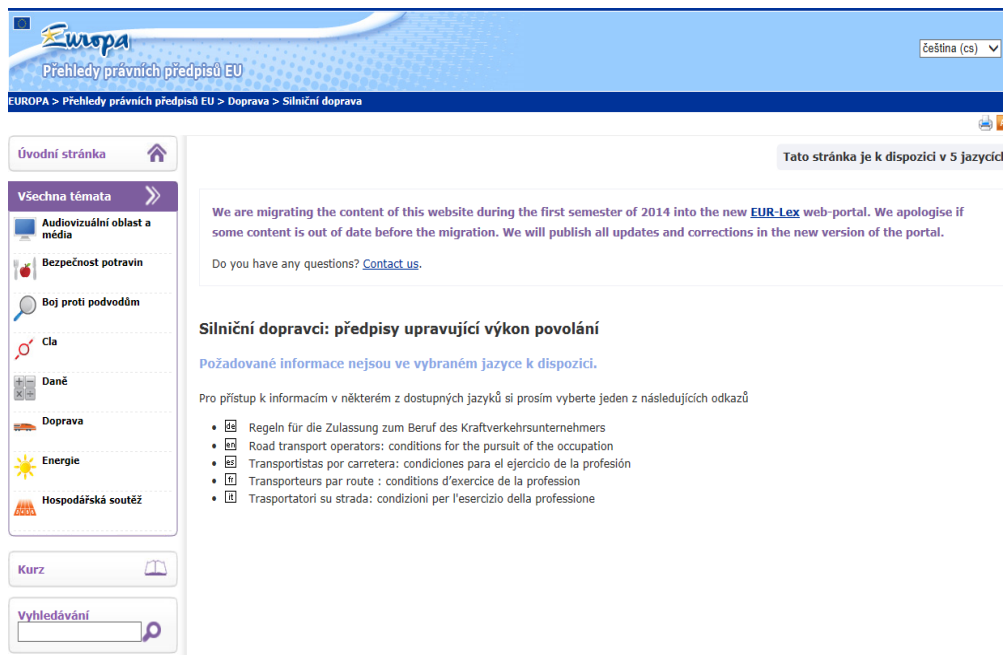 Europa
Přehledy právních předpisů EU
čeština (cs)
EUROPA > Přehledy právních předpisů EU > Doprava > Silniční doprava
Úvodní stránka
Tato stránka je k dispozici v 5 jazycích
Všechna témata
Audiovizuální oblast a
média
Bezpečnost potravin
Boj proti podvodům
Cla
Daně
Doprava
Energie
Hospodářská soutěž
Kurz
Vyhledávání
We are migrating the content of this website during the first semester of 2014 into the new EUR-Lex web-portal. We apologise if
some content is out of date before the migration. We will publish all updates and corrections in the new version of the portal.
Do you have any questions? Contact us.
Silniční dopravci: předpisy upravující výkon povolání
Požadované informace nejsou ve vybraném jazyce k dispozici.
Pro přístup k informacím v některém z dostupných jazyků si prosím vyberte jeden z následujících odkazů
• de Regeln für die Zulassung zum Beruf des Kraftverkehrsunternehmers
• en Road transport operators: conditions for the pursuit of the occupation
• es Transportistas por carretera: condiciones para el ejercicio de la profesión
• fr Transporteurs par route : conditions d'exercice de la profession
• it Trasportatori su strada: condizioni per l'esercizio della professione